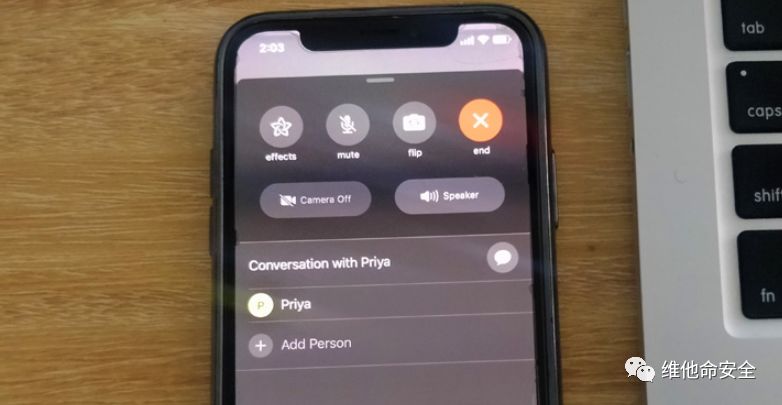 2:03
effects mute flip end
Camera Off Speaker
Conversation with Priya
P Priya
+ Add Person
tab
caps
shift
fn
维他命安全